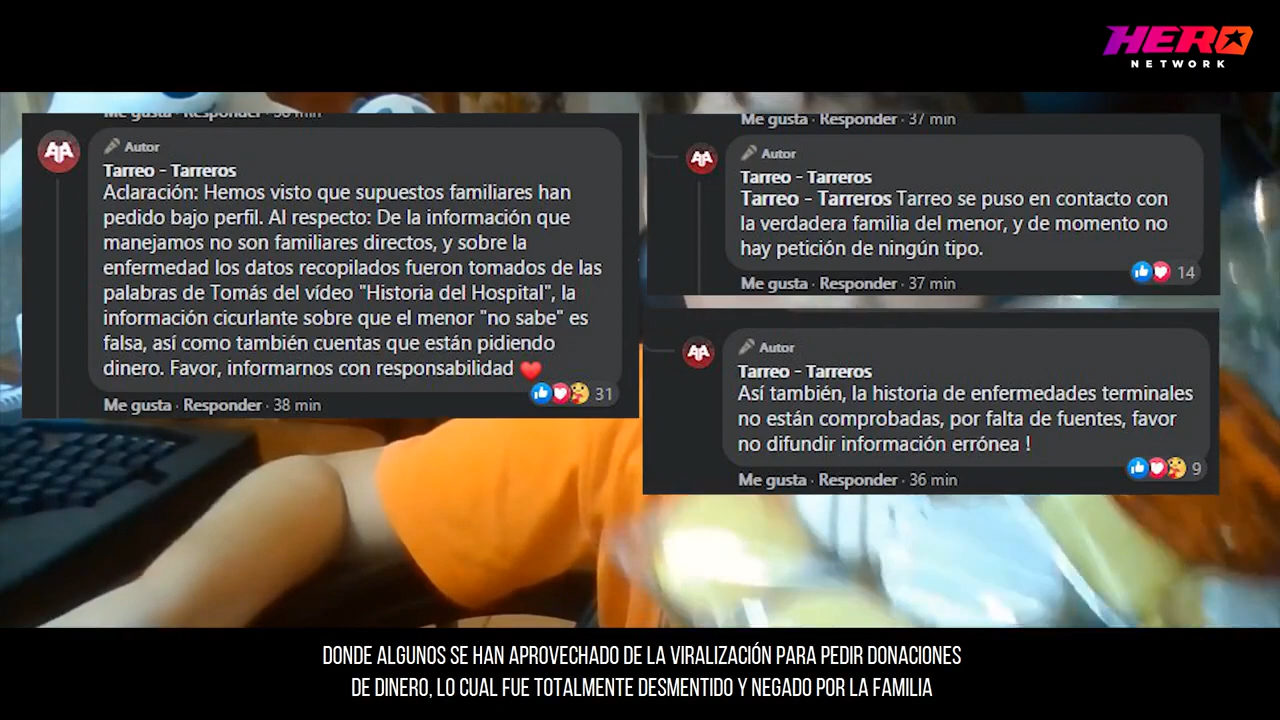 HERO
NETWORK
Me gusta · Responder · 38 min
Autor
Tarreo - Tarreros
Aclaración: Hemos visto que supuestos familiares han
pedido bajo perfil. Al respecto: De la información que
manejamos no son familiares directos, y sobre la
enfermedad los datos recopilados fueron tomados de las
palabras de Tomás del vídeo "Historia del Hospital", la
información cicurlante sobre que el menor "no sabe" es
falsa, así como también cuentas que están pidiendo
dinero. Favor, informarnos con responsabilidad
31
Me gusta · Responder · 38 min
Me gusta · Responder · 37 min
Autor
Tarreo - Tarreros
Tarreo - Tarreros Tarreo se puso en contacto con
la verdadera familia del menor, y de momento no
hay petición de ningún tipo.
14
Me gusta · Responder · 37 min
Autor
Tarreo - Tarreros
Así también, la historia de enfermedades terminales
no están comprobadas, por falta de fuentes, favor
no difundir información errónea !
9
Me gusta · Responder · 36 min
DONDE ALGUNOS SE HAN APROVECHADO DE LA VIRALIZACIÓN PARA PEDIR DONACIONES
DE DINERO, LO CUAL FUE TOTALMENTE DESMENTIDO Y NEGADO POR LA FAMILIA